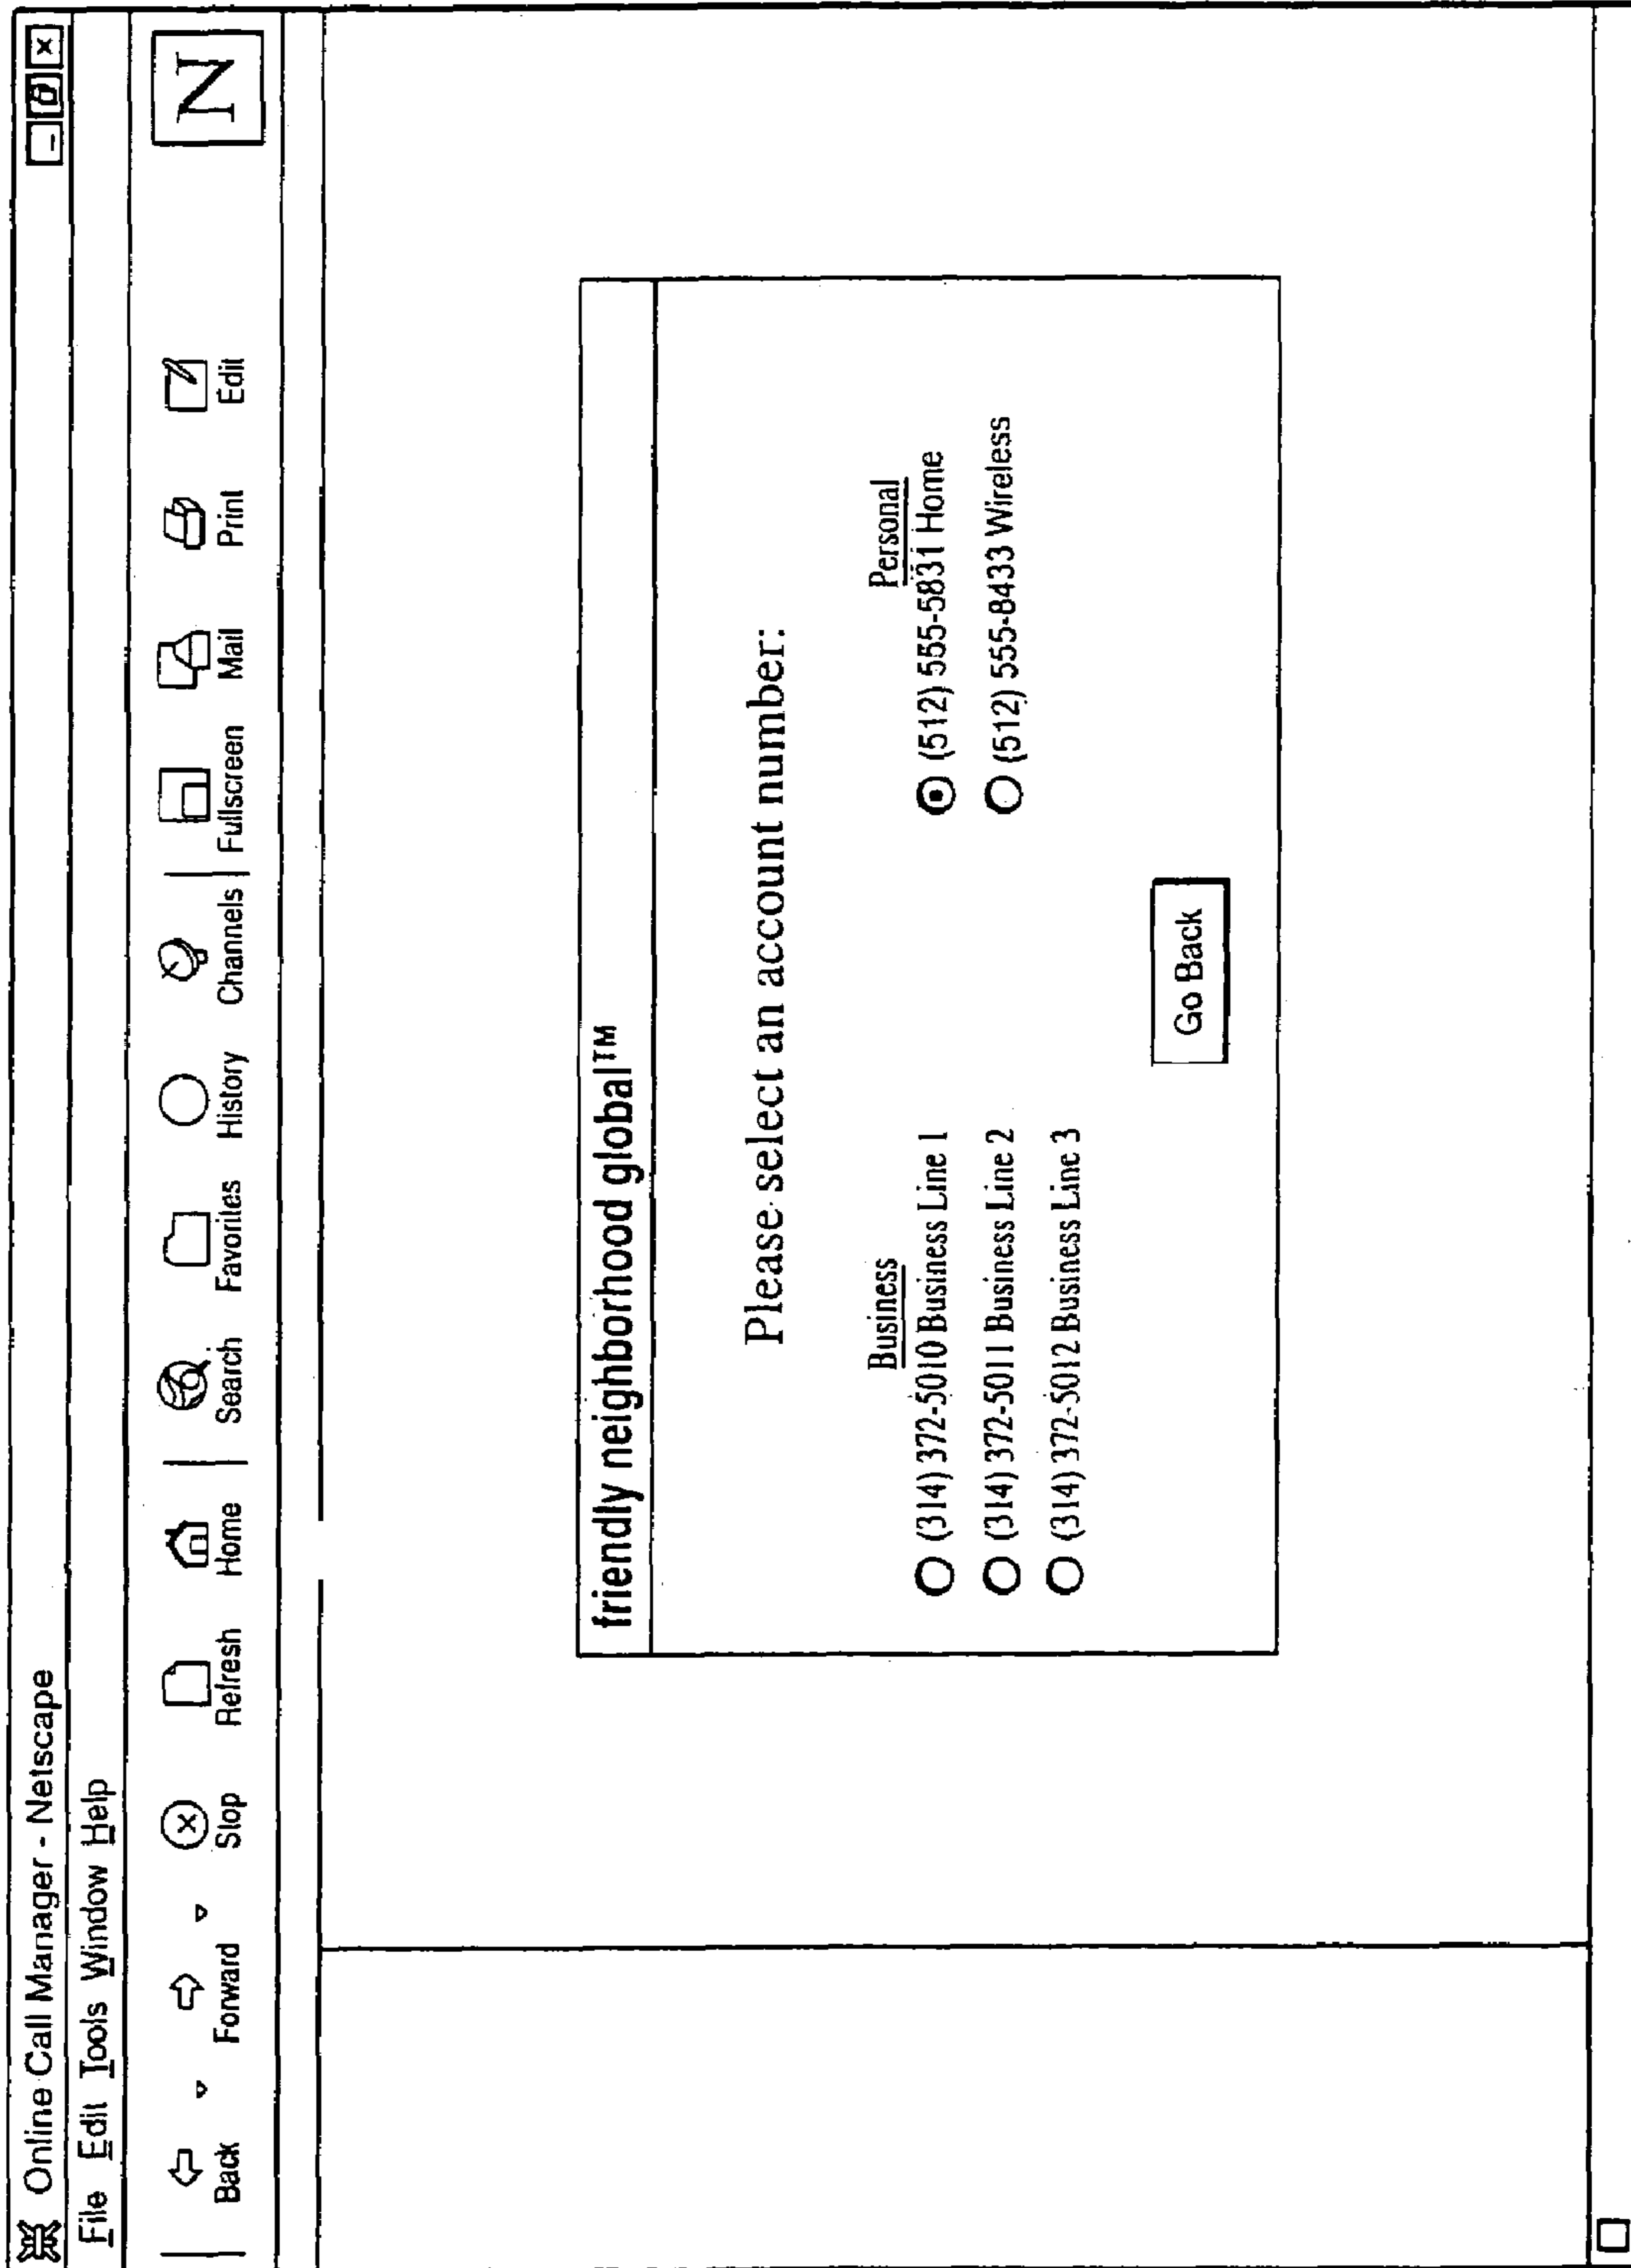 Online Call Manager - Netscape
File Edit Tools Window Help
Back Forward Stop Refresh Home Search Favorites History Channels Fullscreen Mail Print Edit
N
friendly neighborhood global™
Please select an account number:
Business Personal
(314) 372-5010 Business Line 1 (512) 555-5831 Home
(314) 372-5011 Business Line 2 (512) 555-8433 Wireless
(314) 372-5012 Business Line 3
Go Back